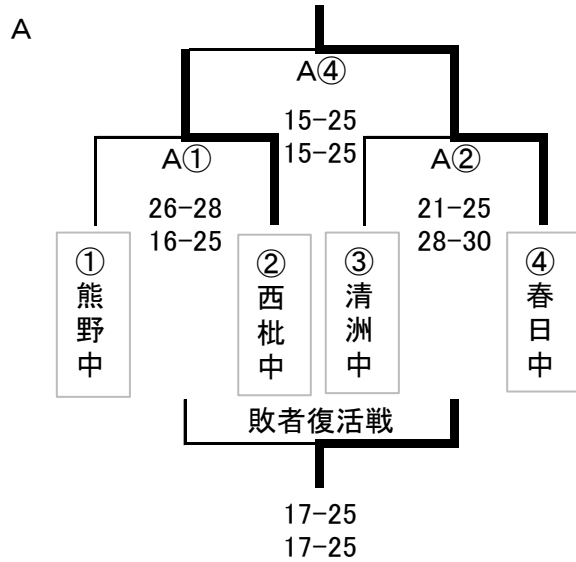 A
A④
15-25
15-25
A①
A②
26-28
16-25
21-25
28-30
①熊野中
②西枇中
③清洲中
④春日中
敗者復活戦
17-25
17-25